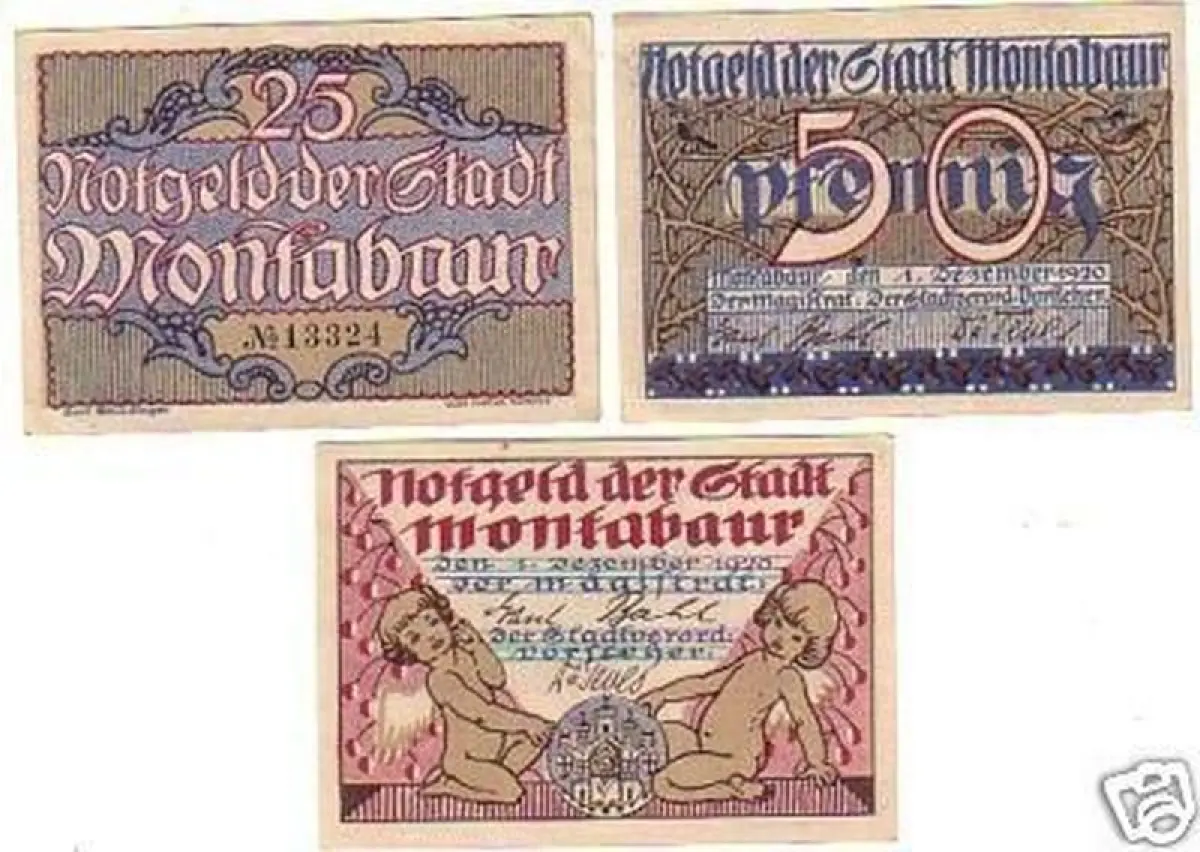 25
Notgeld der Stadt
Montabaur
№ 13324
Notgeld der Stadt Montabaur
50
Pfennig
Montabaur, den 1. Dezember 1920
Der Magistrat. Der Stadtverord. Vorsteher.
Notgeld der Stadt
Montabaur
den 1. Dezember 1920
der Magistrat:
der Stadtverord:
Vorsteher:
M